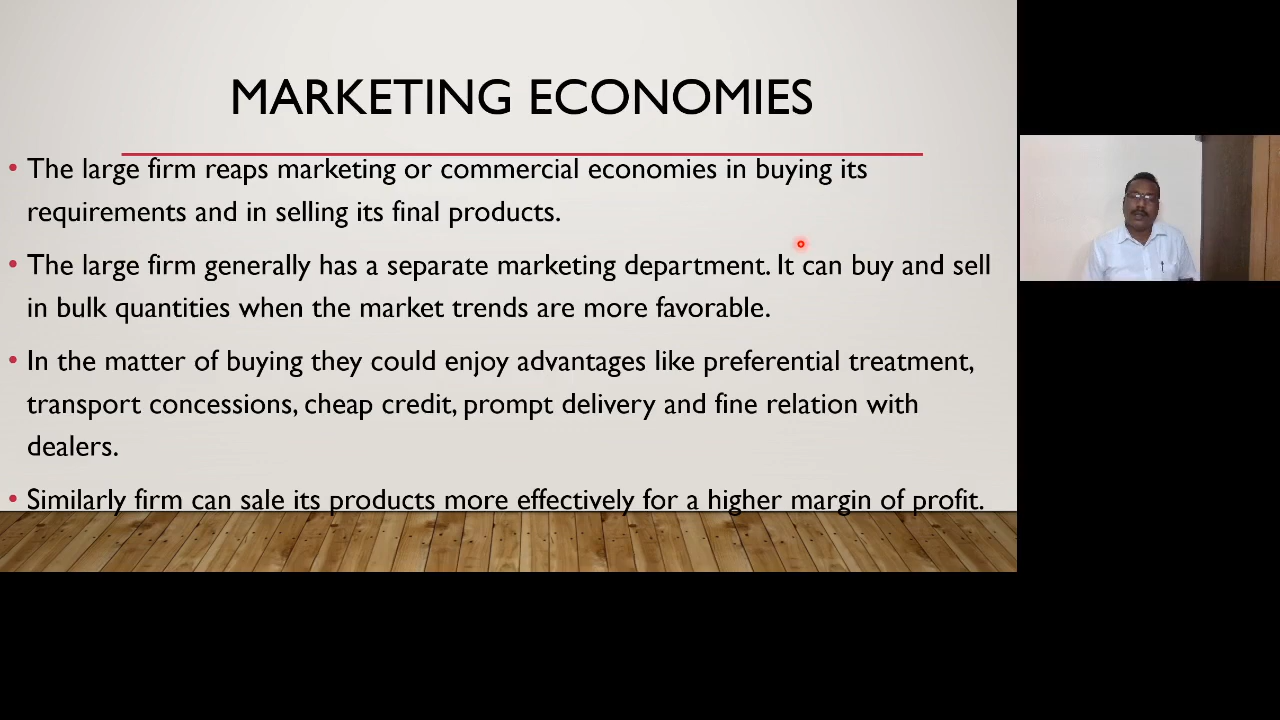 MARKETING ECONOMIES
• The large firm reaps marketing or commercial economies in buying its
requirements and in selling its final products.
• The large firm generally has a separate marketing department. It can buy and sell
in bulk quantities when the market trends are more favorable.
• In the matter of buying they could enjoy advantages like preferential treatment,
transport concessions, cheap credit, prompt delivery and fine relation with
dealers.
• Similarly firm can sale its products more effectively for a higher margin of profit.